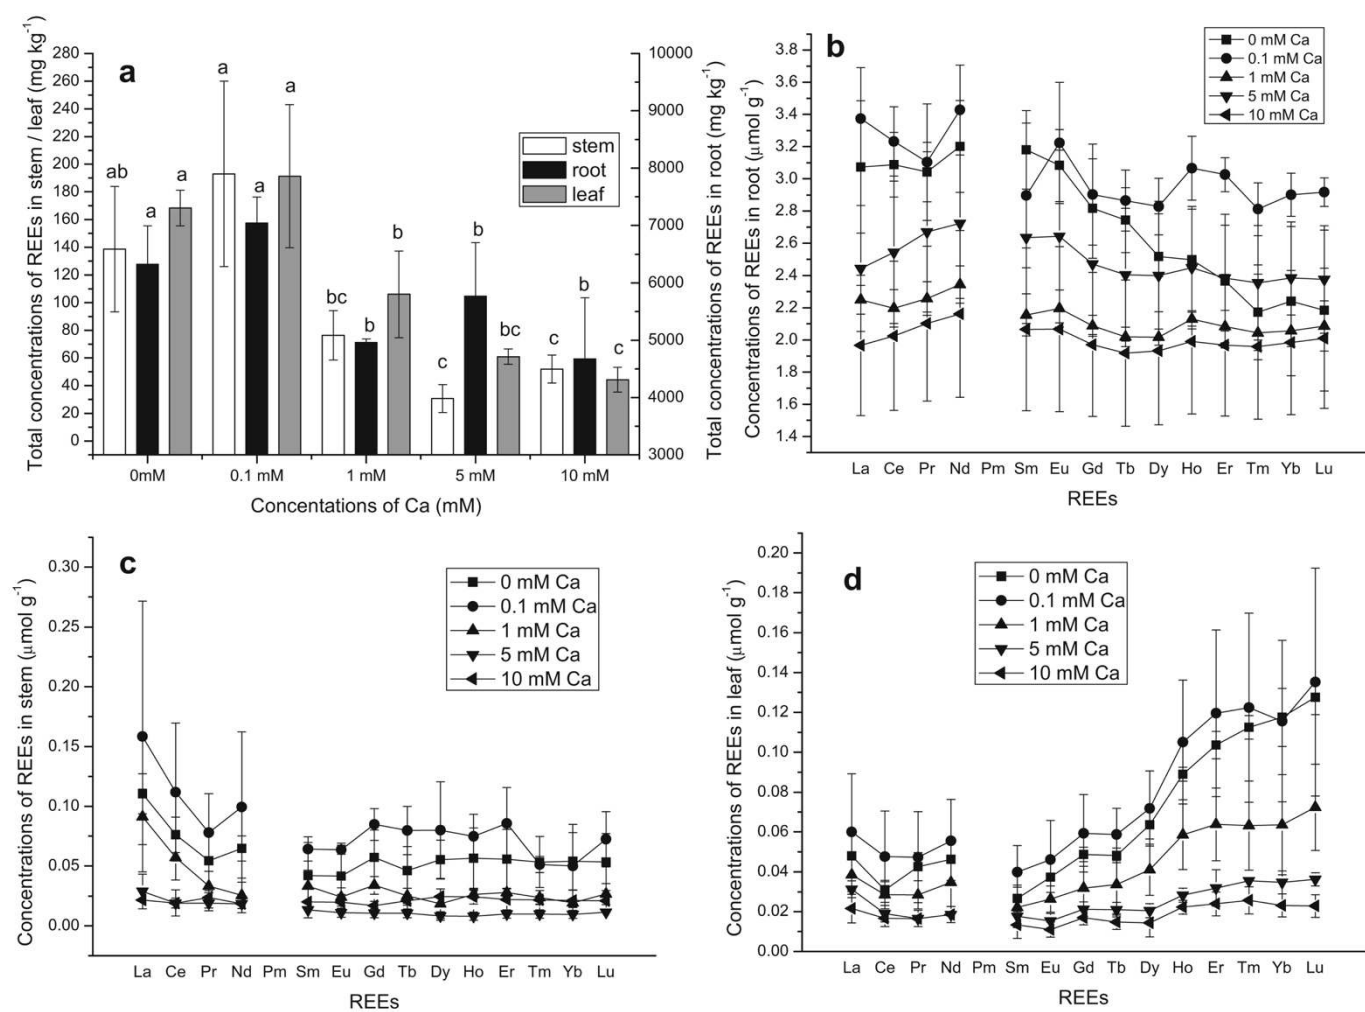 a
Total concentrations of REEs in stem / leaf (mg kg⁻¹)
280
260
240
220
200
180
160
140
120
100
80
60
40
20
0
ab
a
a
a
a
bc
b
b
c
b
bc
c
b
c
stem
root
leaf
10000
9000
8000
7000
6000
5000
4000
3000
Total concentrations of REEs in root (mg kg⁻¹)
0mM 0.1 mM 1 mM 5 mM 10 mM
Concentations of Ca (mM)
b
Concentrations of REEs in root (μmol g⁻¹)
3.8
3.6
3.4
3.2
3.0
2.8
2.6
2.4
2.2
2.0
1.8
1.6
1.4
0 mM Ca
0.1 mM Ca
1 mM Ca
5 mM Ca
10 mM Ca
La Ce Pr Nd Pm Sm Eu Gd Tb Dy Ho Er Tm Yb Lu
REEs
c
Concentrations of REEs in stem (μmol g⁻¹)
0.30
0.25
0.20
0.15
0.10
0.05
0.00
0 mM Ca
0.1 mM Ca
1 mM Ca
5 mM Ca
10 mM Ca
La Ce Pr Nd Pm Sm Eu Gd Tb Dy Ho Er Tm Yb Lu
REEs
d
Concentrations of REEs in leaf (μmol g⁻¹)
0.20
0.18
0.16
0.14
0.12
0.10
0.08
0.06
0.04
0.02
0.00
0 mM Ca
0.1 mM Ca
1 mM Ca
5 mM Ca
10 mM Ca
La Ce Pr Nd Pm Sm Eu Gd Tb Dy Ho Er Tm Yb Lu
REEs